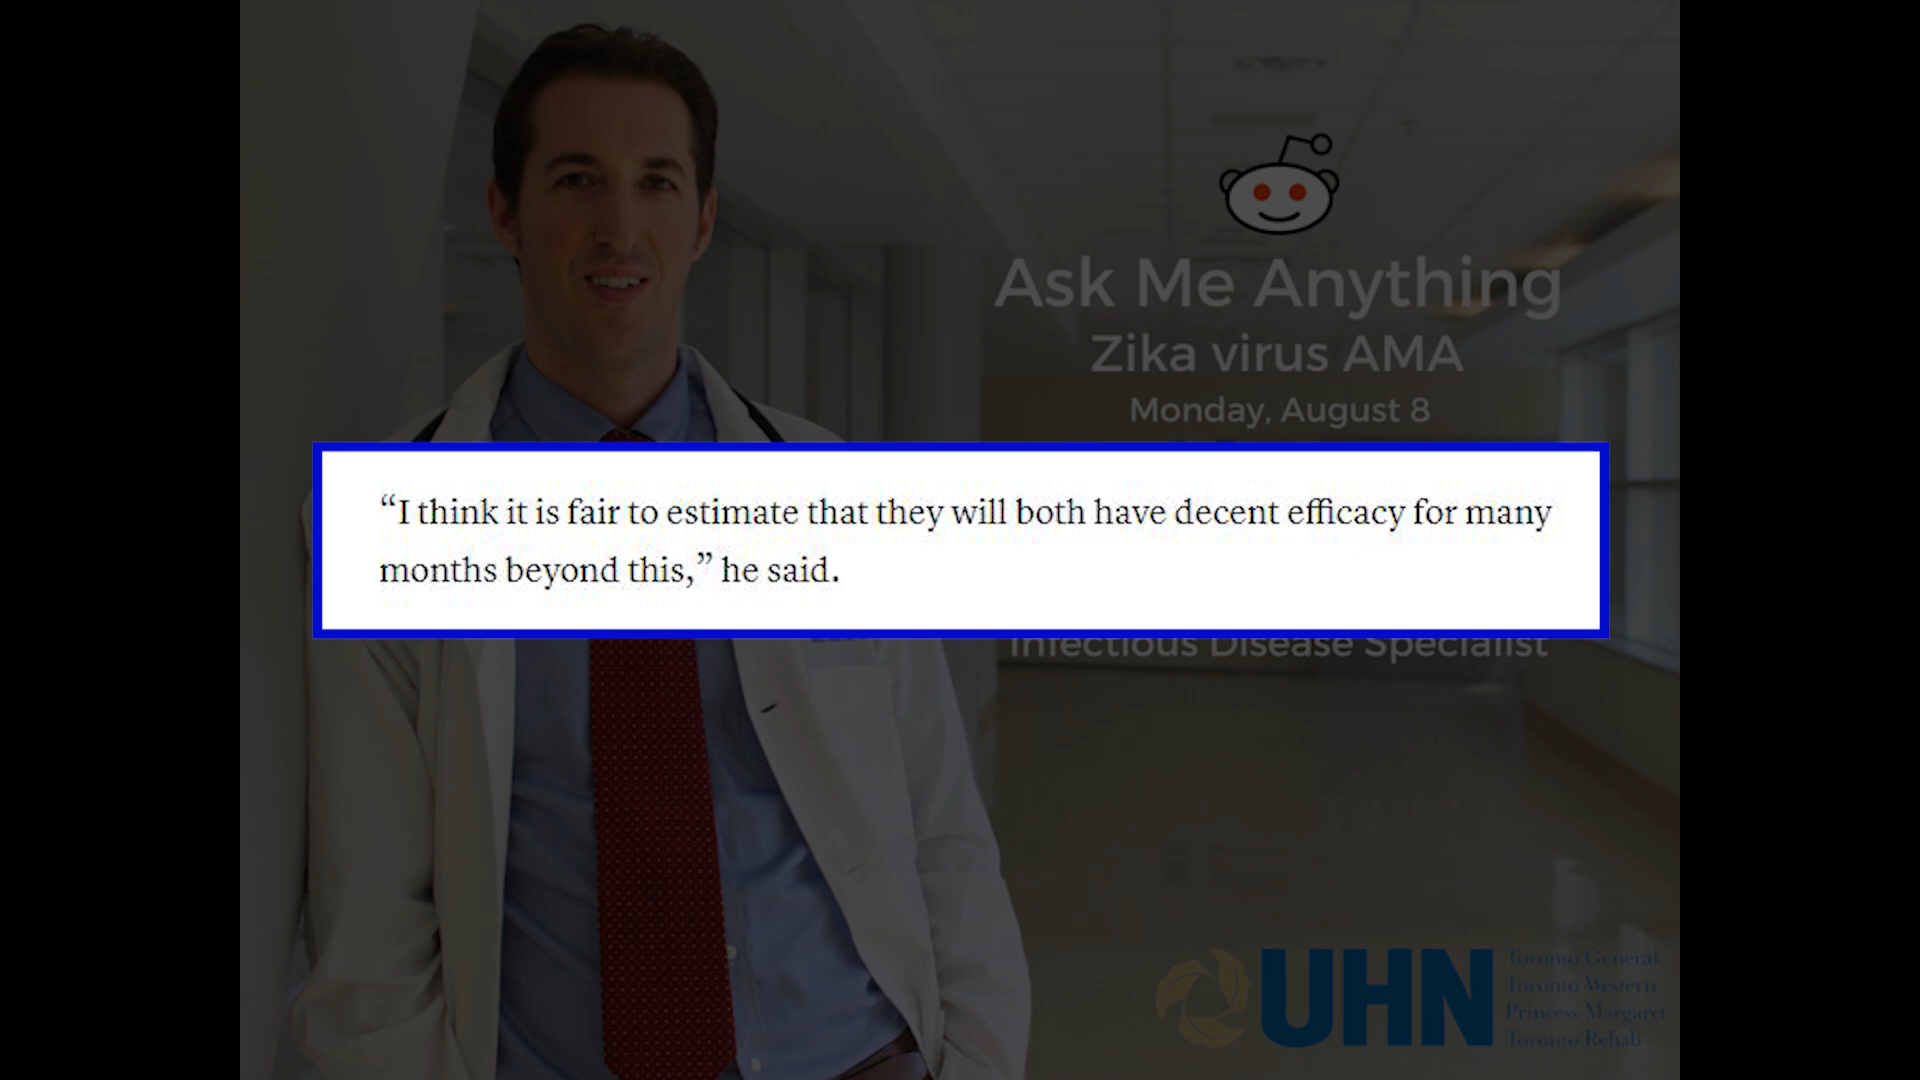 Ask Me Anything
Zika virus AMA
Monday, August 8
“I think it is fair to estimate that they will both have decent efficacy for many
months beyond this,” he said.
Infectious Disease Specialist
UHN
Toronto General
Toronto Western
Princess Margaret
Toronto Rehab